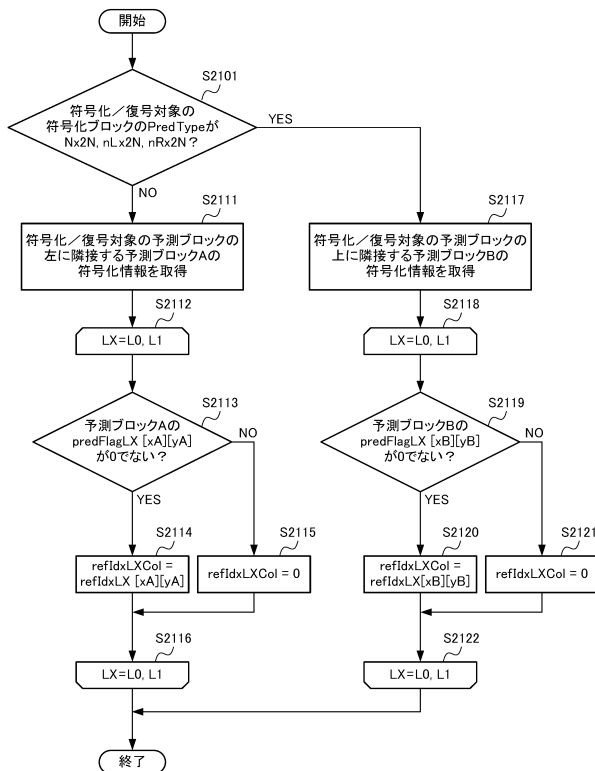 開始
S2101
符号化／復号対象の
符号化ブロックのPredTypeが
Nx2N, nLx2N, nRx2N？
YES
NO
S2111
符号化／復号対象の予測ブロックの
左に隣接する予測ブロックAの
符号化情報を取得
S2117
符号化／復号対象の予測ブロックの
上に隣接する予測ブロックBの
符号化情報を取得
S2112
LX=L0, L1
S2118
LX=L0, L1
S2113
予測ブロックAの
predFlagLX [xA][yA]
が0でない？
NO
YES
S2119
予測ブロックBの
predFlagLX [xB][yB]
が0でない？
NO
YES
S2114
refIdxLXCol =
refIdxLX [xA][yA]
S2115
refIdxLXCol = 0
S2120
refIdxLXCol =
refIdxLX[xB][yB]
S2121
refIdxLXCol = 0
S2116
LX=L0, L1
S2122
LX=L0, L1
終了